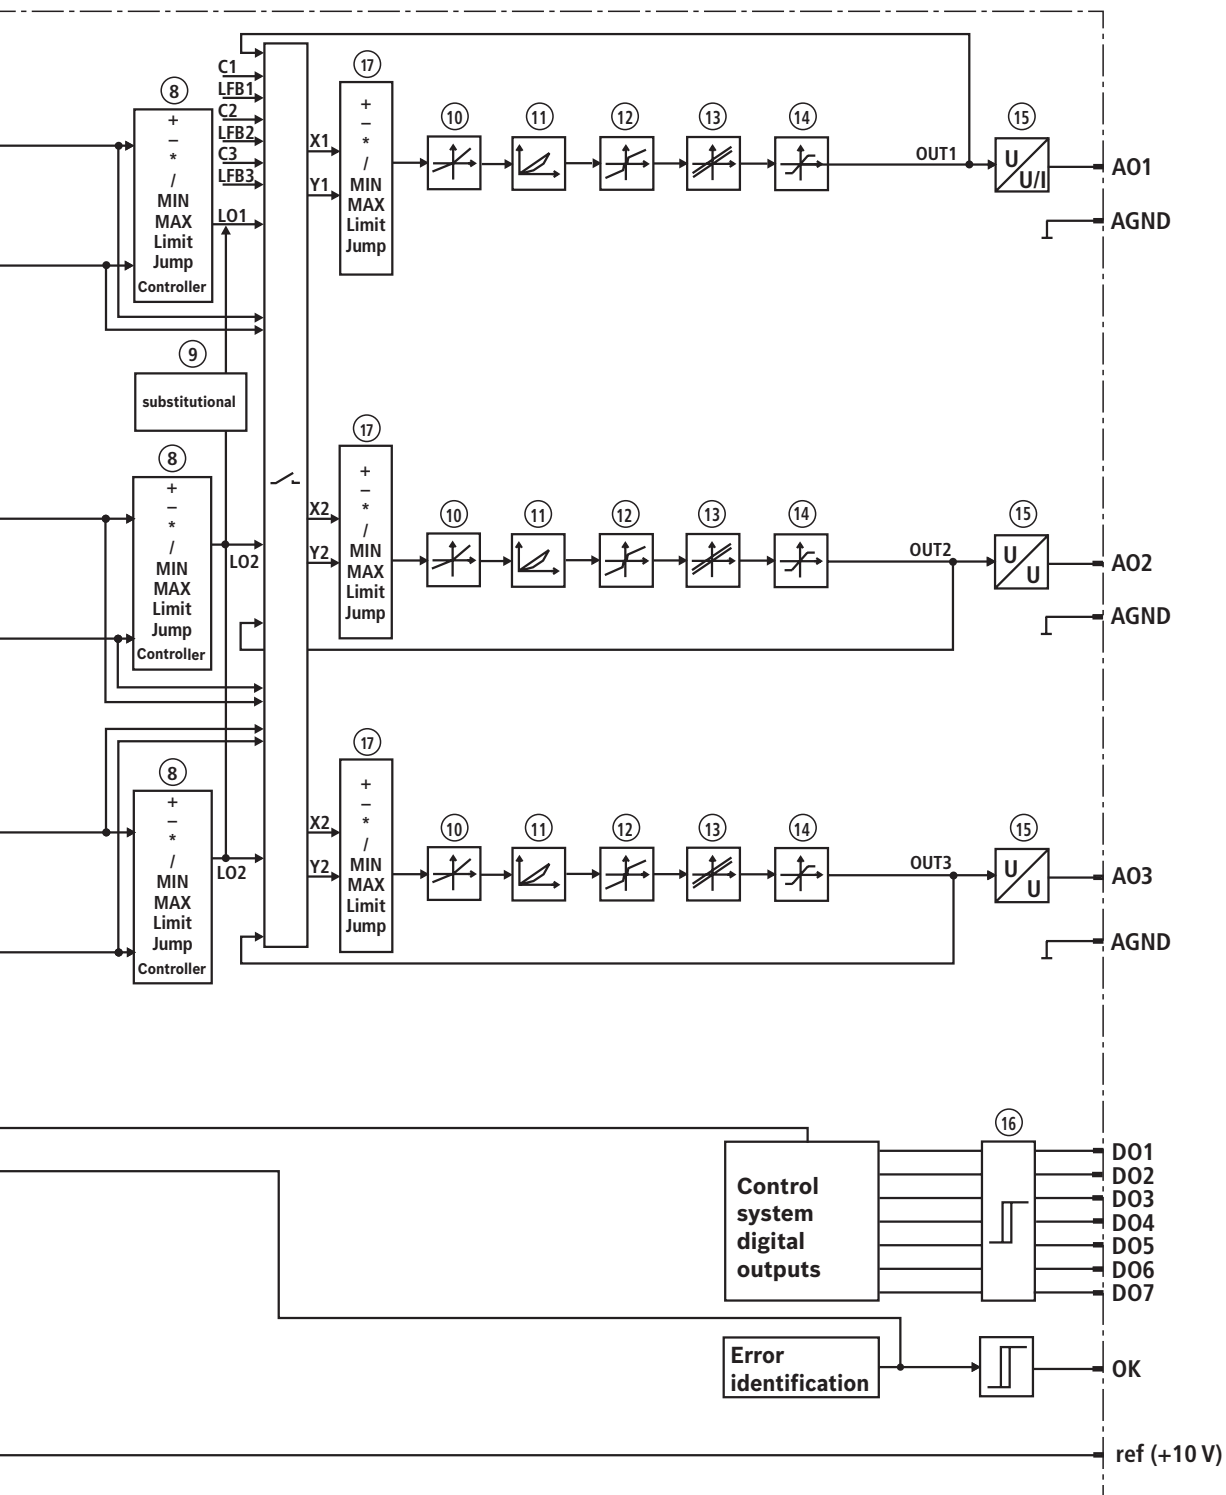 C1
LFB1
C2
LFB2
C3
LFB3
LO1
8
+
–
*
/
MIN
MAX
Limit
Jump
Controller
X1
Y1
17
+
–
*
/
MIN
MAX
Limit
Jump
10
11
12
13
14
OUT1
15
U
U/I
AO1
AGND
9
substitutional
8
+
–
*
/
MIN
MAX
Limit
Jump
Controller
LO2
X2
Y2
17
+
–
*
/
MIN
MAX
Limit
Jump
10
11
12
13
14
OUT2
15
U
U
AO2
AGND
8
+
–
*
/
MIN
MAX
Limit
Jump
Controller
LO2
X2
Y2
17
+
–
*
/
MIN
MAX
Limit
Jump
10
11
12
13
14
OUT3
15
U
U
AO3
AGND
Control
system
digital
outputs
16
DO1
DO2
DO3
DO4
DO5
DO6
DO7
Error
identification
OK
ref (+10 V)